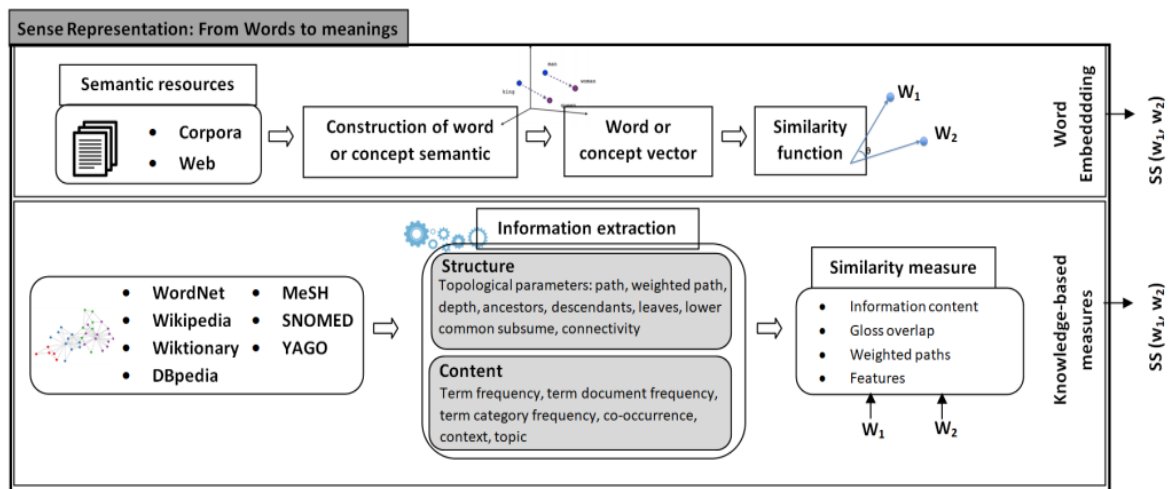 Sense Representation: From Words to meanings
Semantic resources
• Corpora
• Web
Construction of word
or concept semantic
king
man
woman
Word or
concept vector
Similarity
function
W1
W2
θ
Word
Embeddding
SS (w1, w2)
Information extraction
• WordNet
• Wikipedia
• Wiktionary
• DBpedia
• MeSH
• SNOMED
• YAGO
Structure
Topological parameters: path, weighted path,
depth, ancestors, descendants, leaves, lower
common subsume, connectivity
Content
Term frequency, term document frequency,
term category frequency, co-occurrence,
context, topic
Similarity measure
• Information content
• Gloss overlap
• Weighted paths
• Features
W1
W2
Knowledge-based
measures
SS (w1, w2)